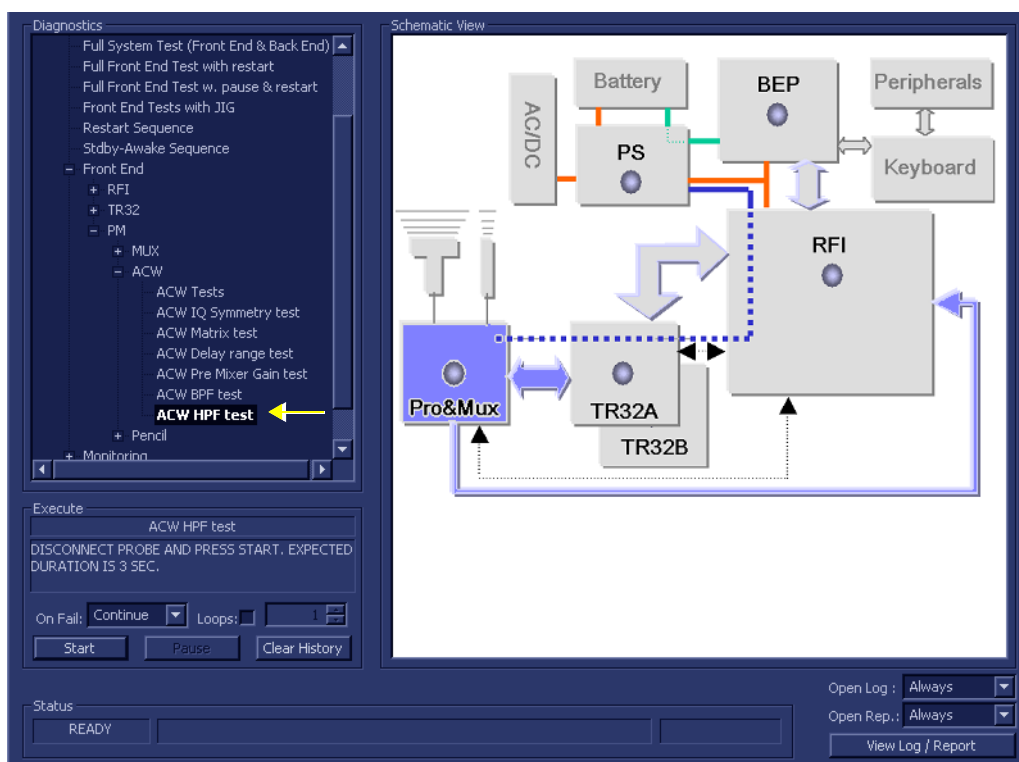 Diagnostics
Full System Test (Front End & Back End)
Full Front End Test with restart
Full Front End Test w. pause & restart
Front End Tests with JIG
Restart Sequence
Stdby-Awake Sequence
Front End
RFI
TR32
PM
MUX
ACW
ACW Tests
ACW IQ Symmetry test
ACW Matrix test
ACW Delay range test
ACW Pre Mixer Gain test
ACW BPF test
ACW HPF test
Pencil
Monitoring
Execute
ACW HPF test
DISCONNECT PROBE AND PRESS START. EXPECTED
DURATION IS 3 SEC.
On Fail: Continue Loops: 1
Start Pause Clear History
Schematic View
Battery
BEP
Peripherals
AC/DC
PS
Keyboard
RFI
Pro&Mux
TR32A
TR32B
Open Log : Always
Status
Open Rep.: Always
READY
View Log / Report